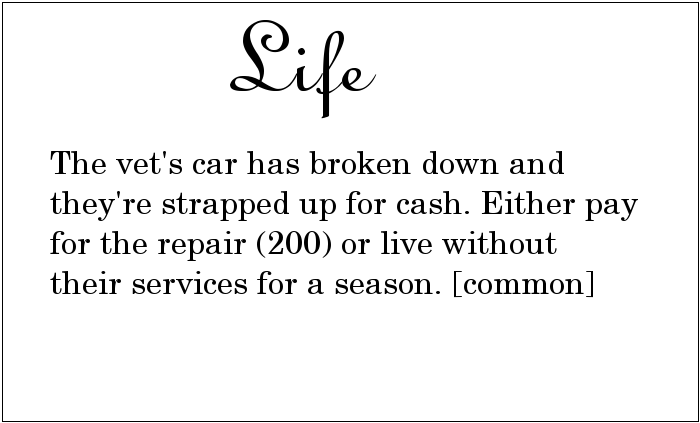 Life
The vet's car has broken down and
they're strapped up for cash. Either pay
for the repair (200) or live without
their services for a season. [common]